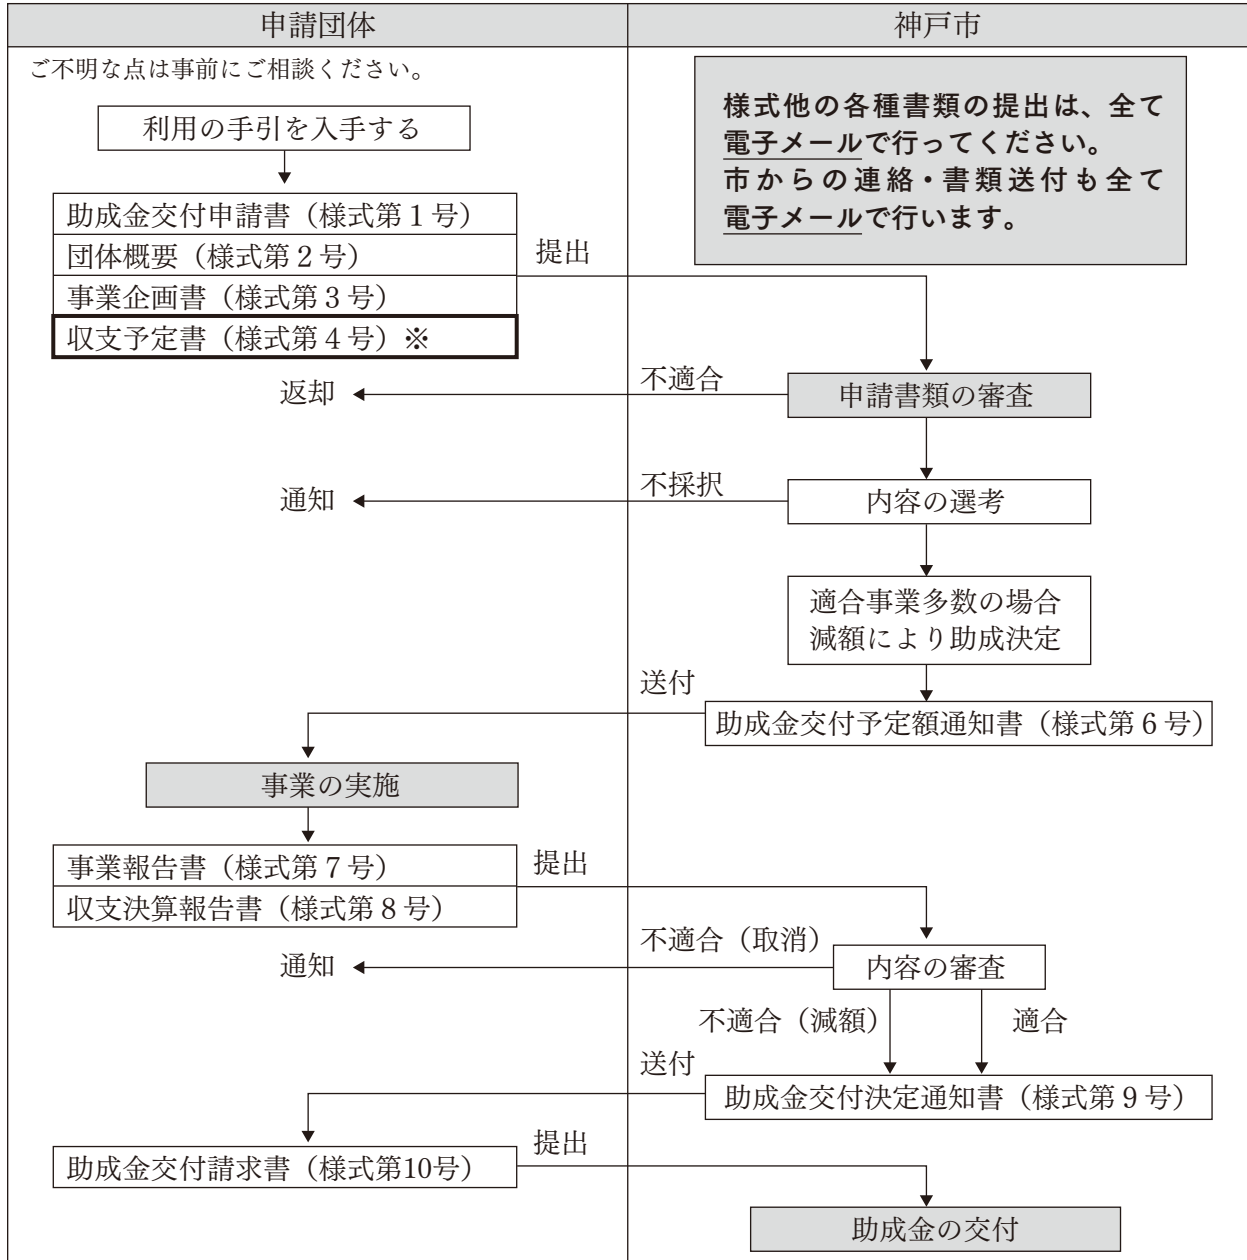 申請団体
神戸市
ご不明な点は事前にご相談ください。
様式他の各種書類の提出は、全て
電子メールで行ってください。
市からの連絡・書類送付も全て
電子メールで行います。
利用の手引を入手する
助成金交付申請書（様式第１号）
団体概要（様式第２号）
事業企画書（様式第３号）
収支予定書（様式第４号）※
提出
不適合
返却
申請書類の審査
不採択
通知
内容の選考
適合事業多数の場合
減額により助成決定
送付
助成金交付予定額通知書（様式第６号）
事業の実施
事業報告書（様式第７号）
収支決算報告書（様式第８号）
提出
不適合（取消）
通知
内容の審査
不適合（減額）
適合
送付
助成金交付決定通知書（様式第９号）
助成金交付請求書（様式第10号）
提出
助成金の交付